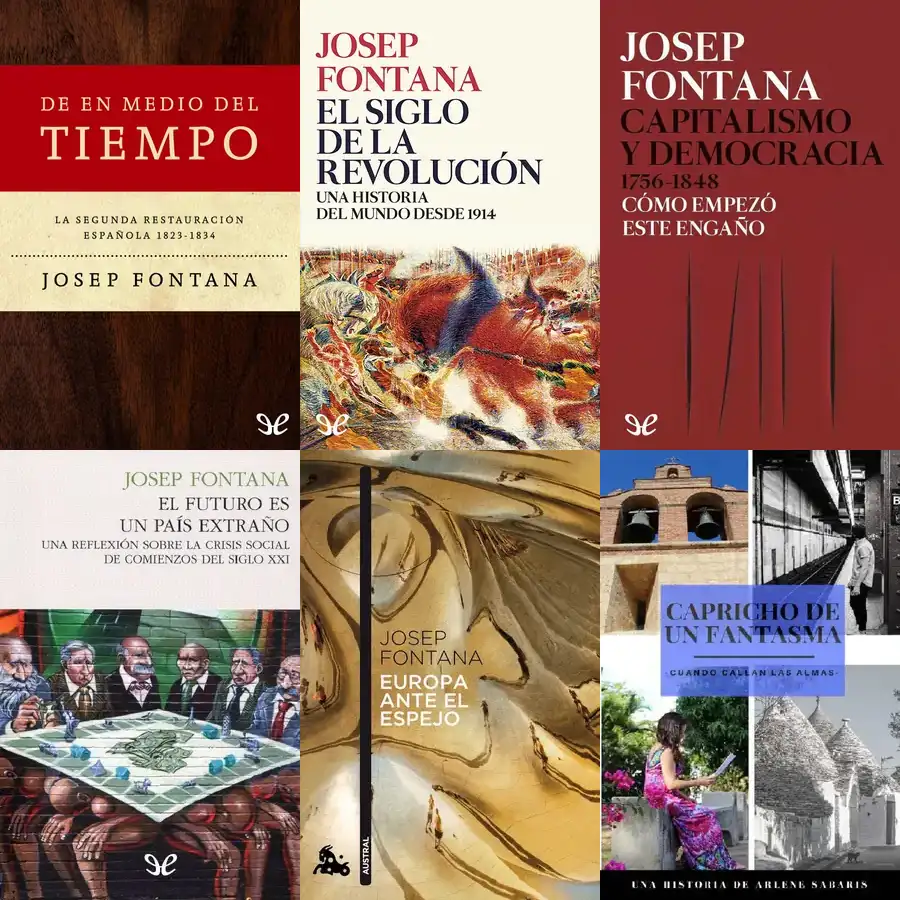 DE EN MEDIO DEL
TIEMPO
LA SEGUNDA RESTAURACIÓN
ESPAÑOLA 1823-1834
JOSEP FONTANA
JOSEP
FONTANA
EL SIGLO
DE LA
REVOLUCIÓN
UNA HISTORIA
DEL MUNDO DESDE 1914
JOSEP
FONTANA
CAPITALISMO
Y DEMOCRACIA
1756-1848
CÓMO EMPEZÓ
ESTE ENGAÑO
JOSEP FONTANA
EL FUTURO ES
UN PAÍS EXTRAÑO
UNA REFLEXIÓN SOBRE LA CRISIS SOCIAL
DE COMIENZOS DEL SIGLO XXI
JOSEP
FONTANA
EUROPA
ANTE EL
ESPEJO
AUSTRAL
CAPRICHO DE
UN FANTASMA
CUANDO CALLAN LAS ALMAS
UNA HISTORIA DE ARLENE SABARIS